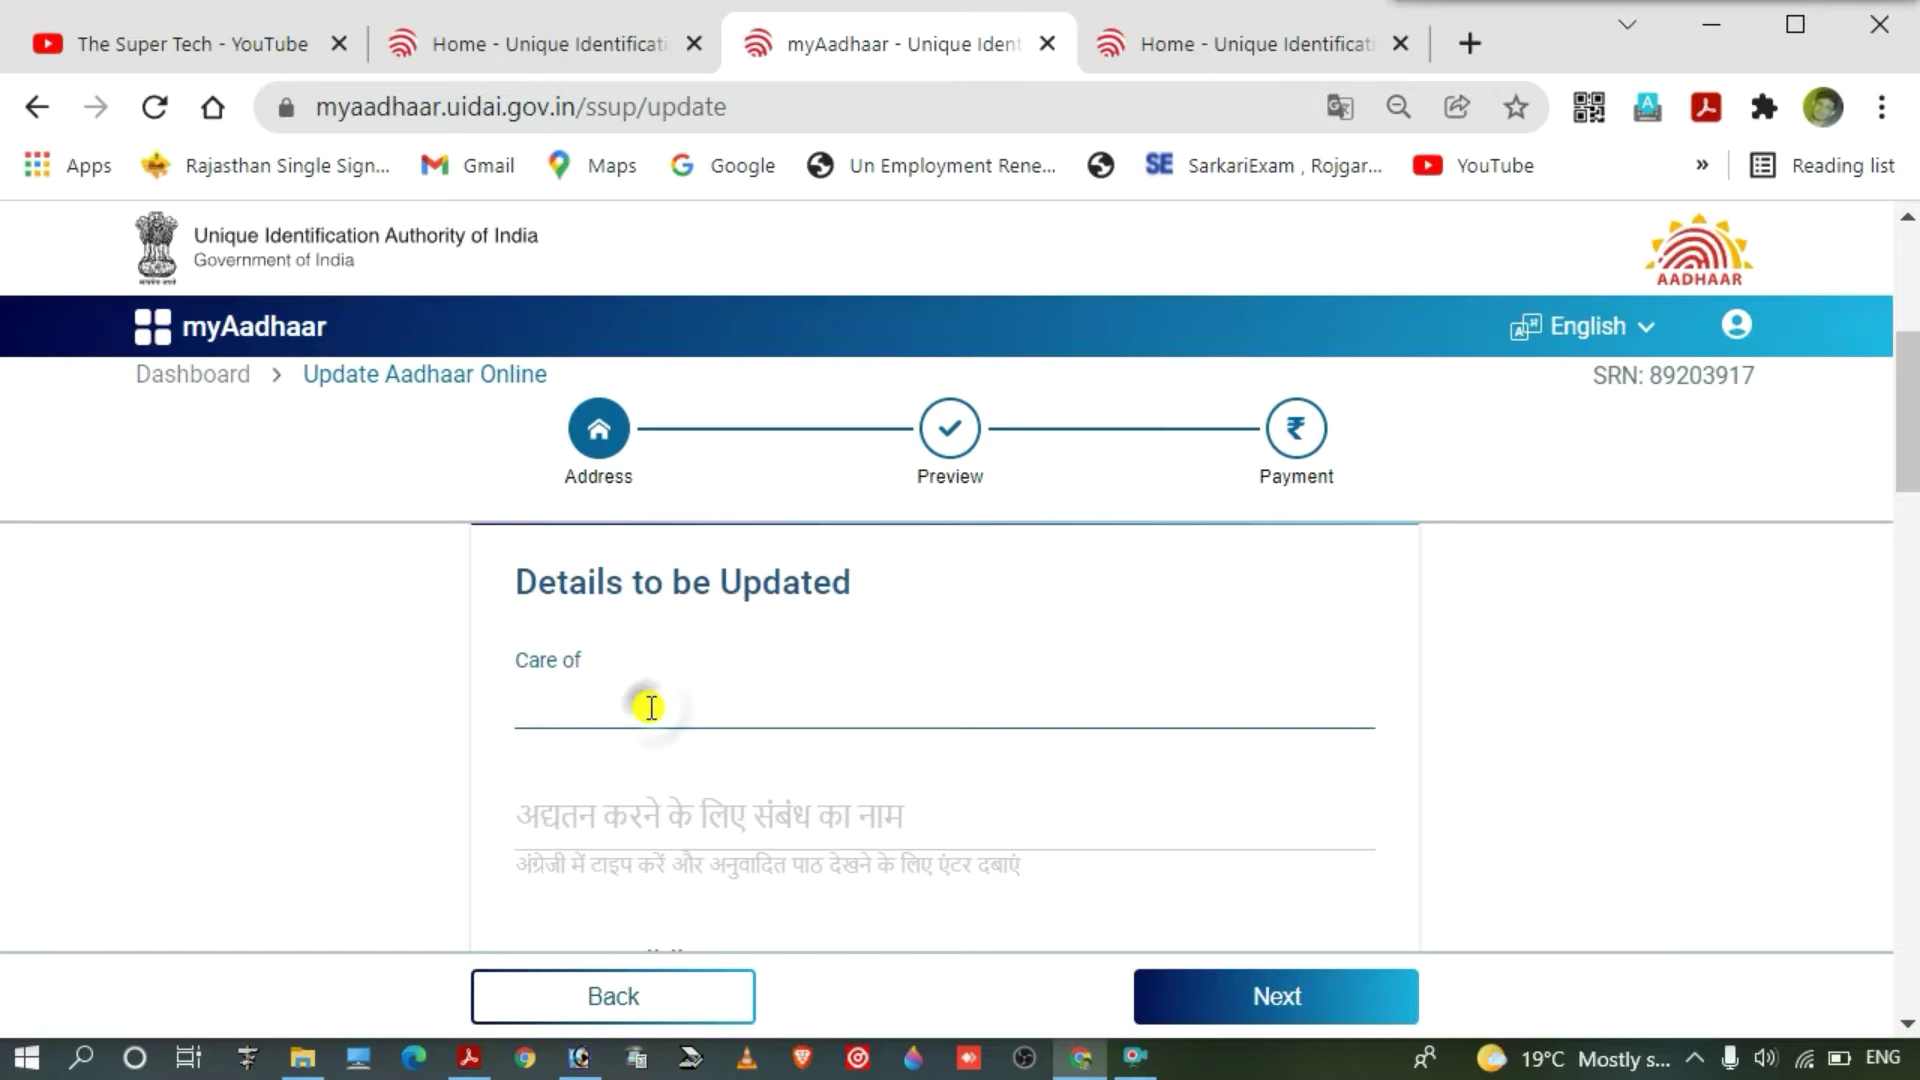 The Super Tech - YouTube
Home - Unique Identificati
myAadhaar - Unique Ident
Home - Unique Identificat
myaadhaar.uidai.gov.in/ssup/update
Apps
Rajasthan Single Sign...
Gmail
Maps
Google
Un Employment Rene...
SE
SarkariExam , Rojgar...
YouTube
»
Reading list
Unique Identification Authority of India
Government of India
AADHAAR
myAadhaar
English
Dashboard > Update Aadhaar Online
SRN: 89203917
Address
Preview
₹
Payment
Details to be Updated
Care of
अद्यतन करने के लिए संबंध का नाम
अंग्रेजी में टाइप करें और अनुवादित पाठ देखने के लिए एंटर दबाएं
Back
Next
19°C Mostly s...
ENG